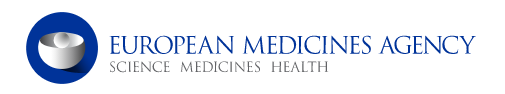 EUROPEAN MEDICINES AGENCY
SCIENCE MEDICINES HEALTH